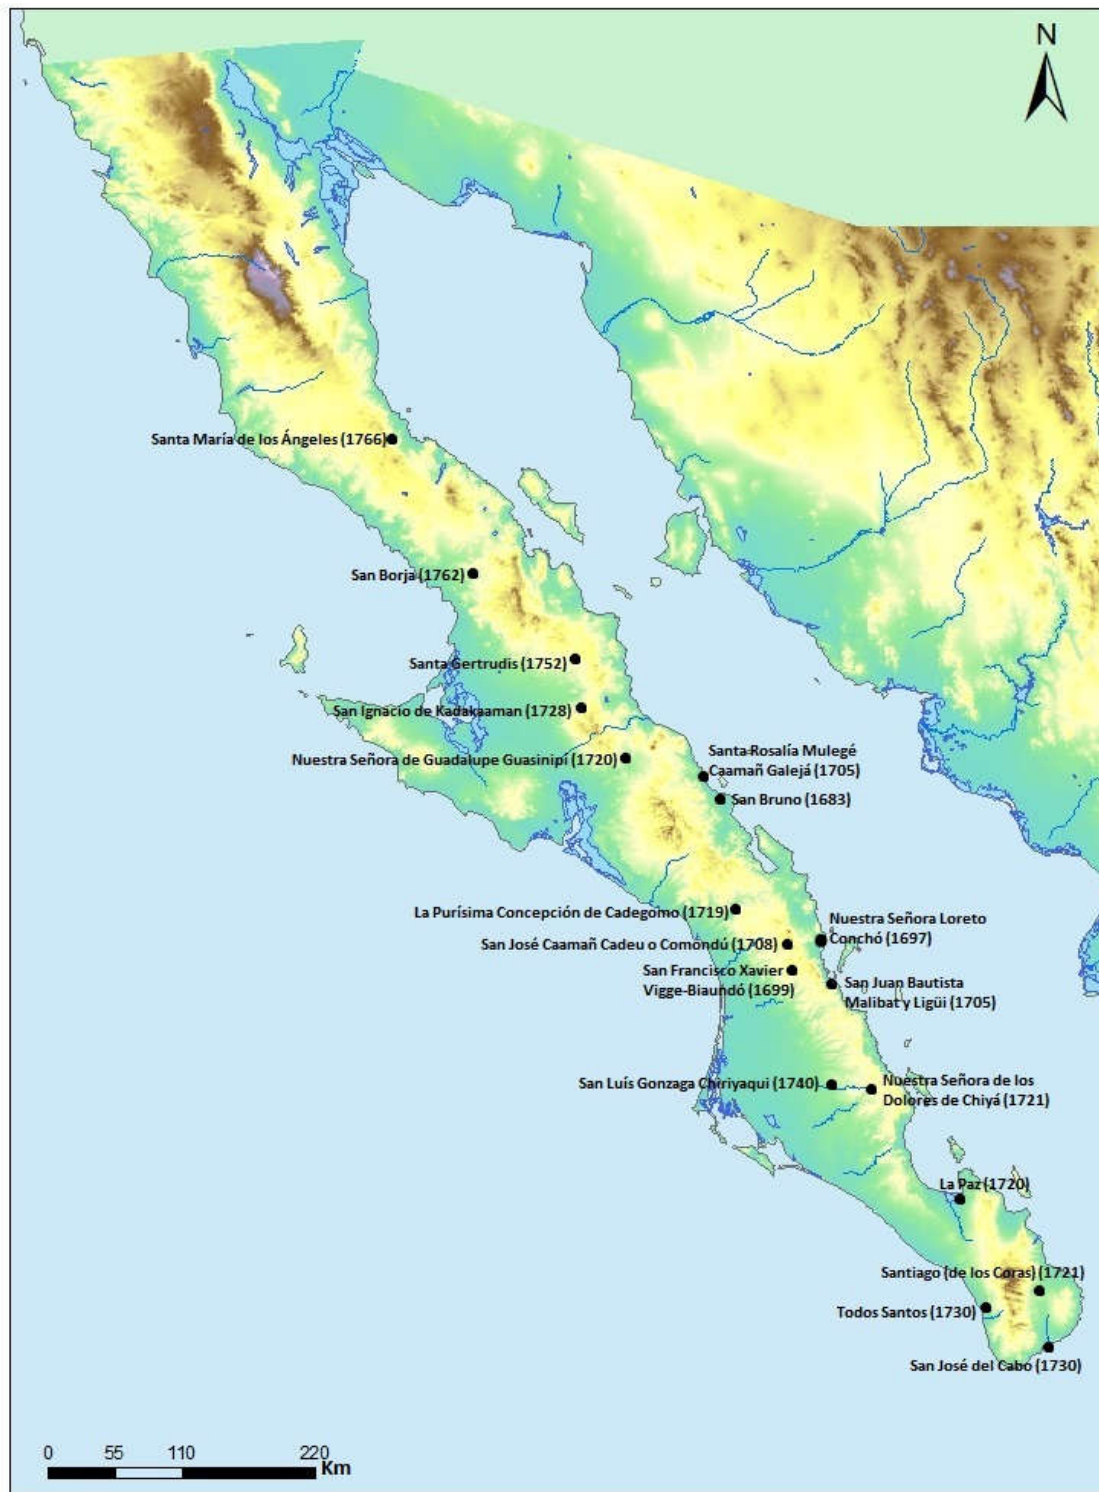 N
Santa María de los Ángeles (1766)
San Borja (1762)
Santa Gertrudis (1752)
San Ignacio de Kadakaaman (1728)
Nuestra Señora de Guadalupe Guasinipí (1720)
Santa Rosalía Mulegé
Caamañ Galejá (1705)
San Bruno (1683)
La Purísima Concepción de Cadegomo (1719)
Nuestra Señora Loreto
Conchó (1697)
San José Caamañ Cadeu o Comondú (1708)
San Francisco Xavier
Vigge-Biaundó (1699)
San Juan Bautista
Malibat y Ligüi (1705)
San Luís Gonzaga Chiriyaqui (1740)
Nuestra Señora de los
Dolores de Chiyá (1721)
La Paz (1720)
Santiago (de los Coras) (1721)
Todos Santos (1730)
San José del Cabo (1730)
0 55 110 220
Km